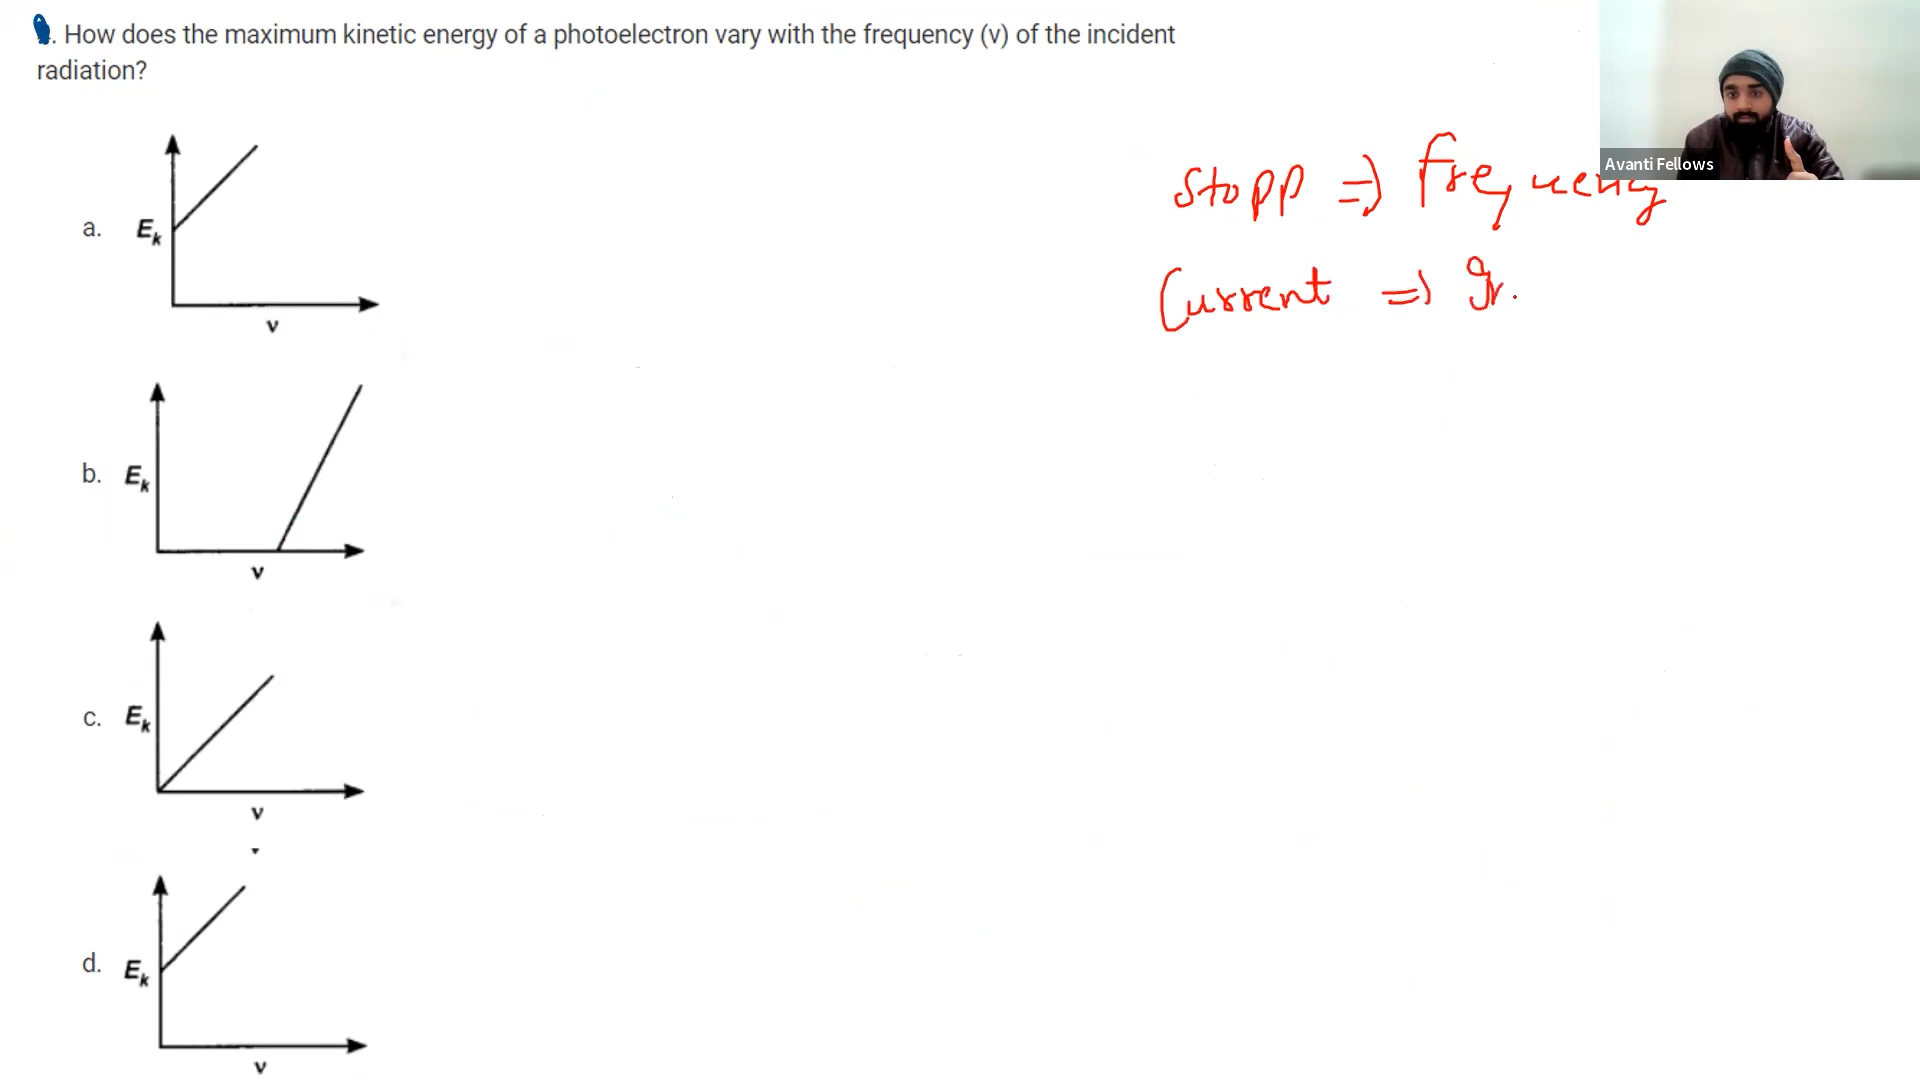 . How does the maximum kinetic energy of a photoelectron vary with the frequency (v) of the incident
radiation?
Avanti Fellows
Stopp ⇒ frequency
Current ⇒
a. Eₖ
ν
b. Eₖ
ν
c. Eₖ
ν
d. Eₖ
ν